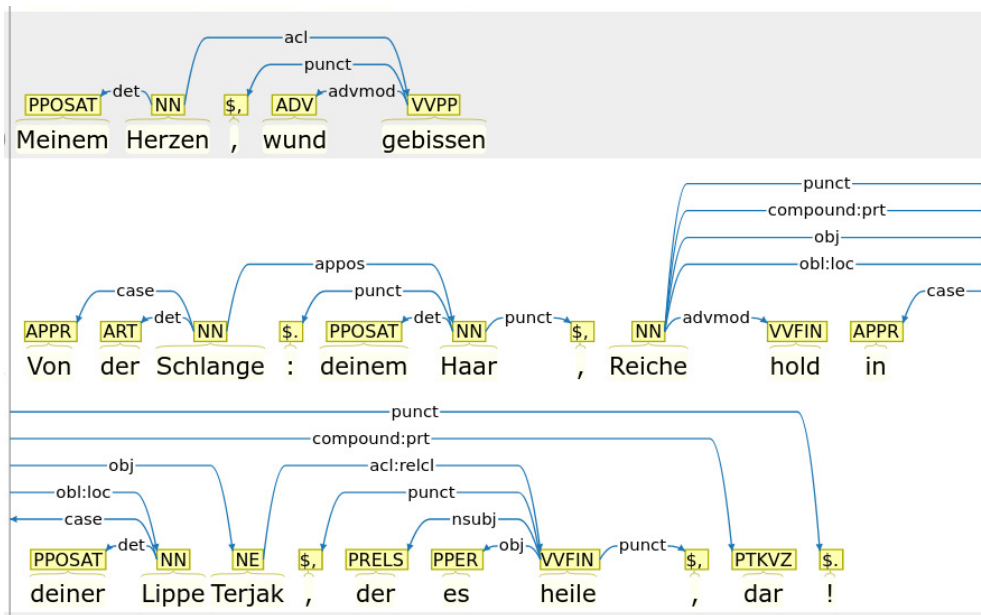 acl
punct
det advmod
PPOSAT NN $, ADV VVPP
Meinem Herzen , wund gebissen
punct
compound:prt
obj
appos obl:loc
case punct case
det det punct advmod
APPR ART NN $. PPOSAT NN $, NN VVFIN APPR
Von der Schlange : deinem Haar , Reiche hold in
punct
compound:prt
obj acl:relcl
obl:loc punct
case nsubj
det obj punct
PPOSAT NN NE $, PRELS PPER VVFIN $, PTKVZ $.
deiner Lippe Terjak , der es heile , dar !